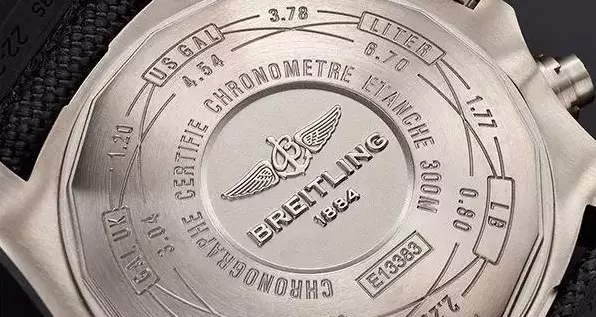 US GAL
3.78
LITER
4.54
6.70
1.20
1.77
GAL UK
3.04
LB
0.80
CHRONOGRAPHE CERTIFIE CHRONOMETRE ETANCHE 300M
BREITLING
1884
E13383